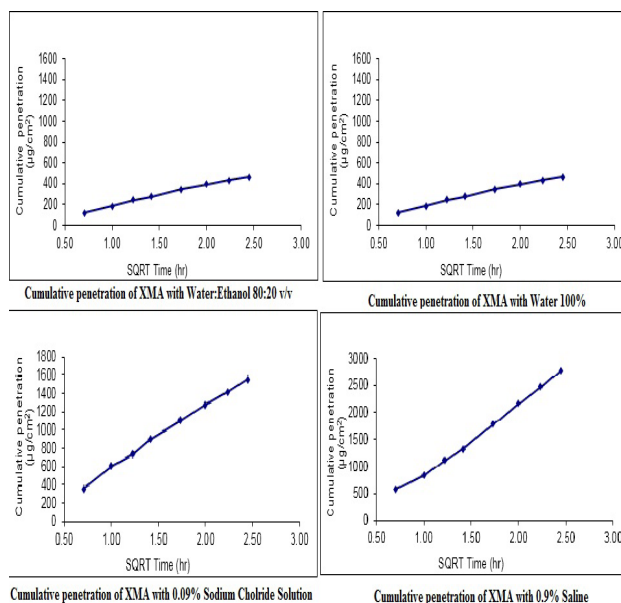 Cumulative penetration
(µg/cm²)
1600
1400
1200
1000
800
600
400
200
0
0.50 1.00 1.50 2.00 2.50 3.00
SQRT Time (hr)
Cumulative penetration of XMA with Water:Ethanol 80:20 v/v
Cumulative penetration
(µg/cm²)
1600
1400
1200
1000
800
600
400
200
0
0.50 1.00 1.50 2.00 2.50 3.00
SQRT Time (hr)
Cumulative penetration of XMA with Water 100%
Cumulative penetration
(µg/cm²)
1800
1600
1400
1200
1000
800
600
400
200
0
0.50 1.00 1.50 2.00 2.50 3.00
SQRT Time (hr)
Cumulative penetration of XMA with 0.09% Sodium Cholride Solution
Cumulative penetration
(µg/cm²)
3000
2500
2000
1500
1000
500
0
0.50 1.00 1.50 2.00 2.50 3.00
SQRT Time (hr)
Cumulative penetration of XMA with 0.9% Saline